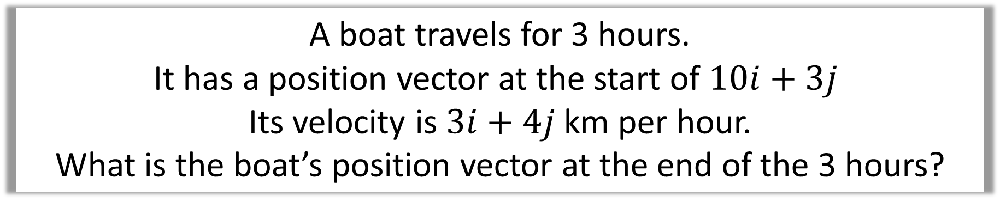 A boat travels for 3 hours.
It has a position vector at the start of 10i + 3j
Its velocity is 3i + 4j km per hour.
What is the boat’s position vector at the end of the 3 hours?